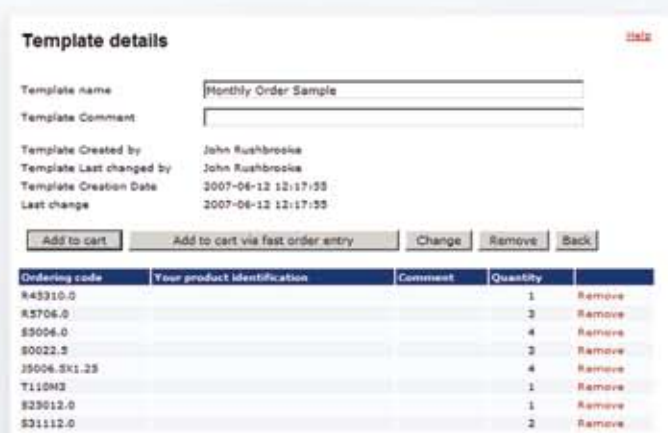 Template details
Help
Template name Monthly Order Sample
Template Comment
Template Created by John Rushbrooke
Template Last changed by John Rushbrooke
Template Creation Date 2007-06-12 12:17:55
Last change 2007-06-12 12:17:55
Add to cart Add to cart via fast order entry Change Remove Back
Ordering code Your product identification Comment Quantity
R45310.0 1 Remove
R5706.0 3 Remove
S5006.0 4 Remove
S0022.5 3 Remove
J5006.5X1.25 4 Remove
T110M3 1 Remove
S23012.0 1 Remove
S31112.0 2 Remove